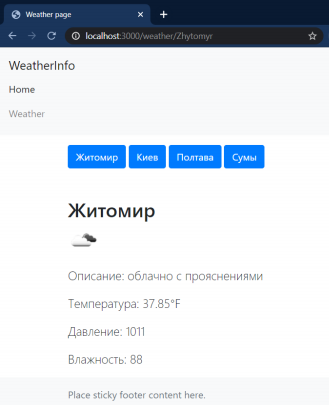 Weather page
localhost:3000/weather/Zhytomyr
WeatherInfo
Home
Weather
Житомир Киев Полтава Сумы
Житомир
Описание: облачно с прояснениями
Температура: 37.85°F
Давление: 1011
Влажность: 88
Place sticky footer content here.